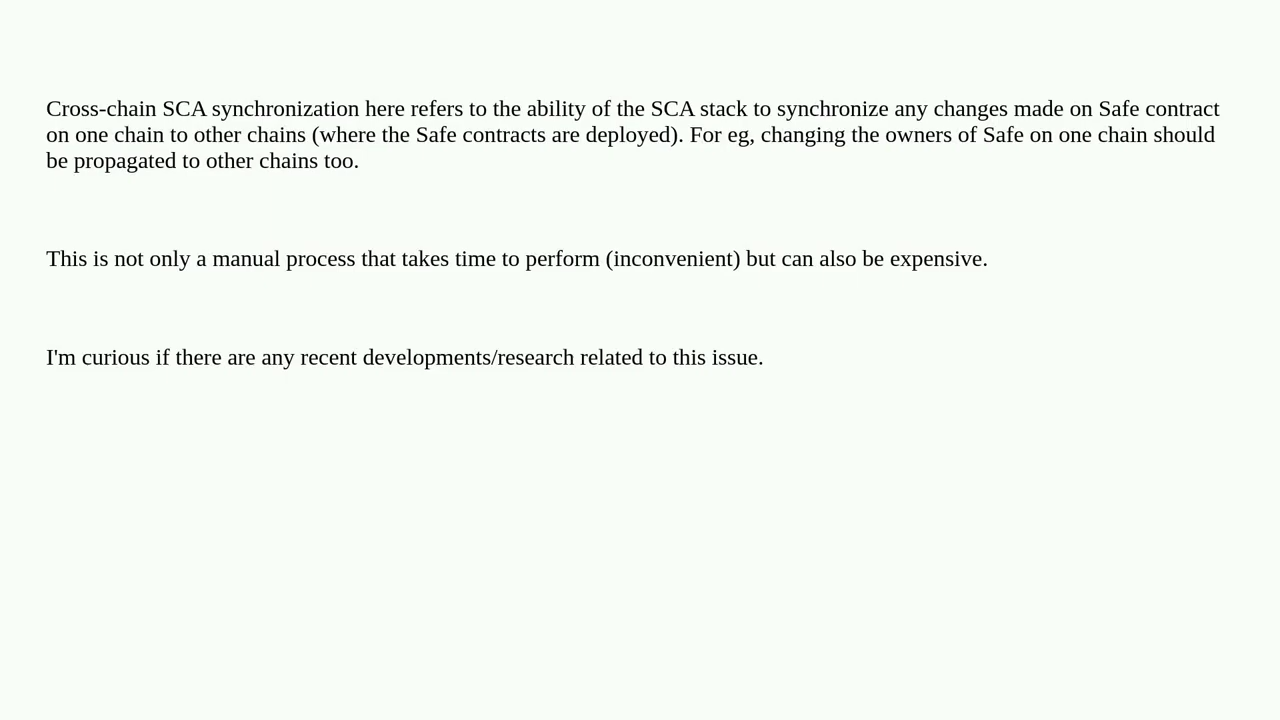 Cross-chain SCA synchronization here refers to the ability of the SCA stack to synchronize any changes made on Safe contract
on one chain to other chains (where the Safe contracts are deployed). For eg, changing the owners of Safe on one chain should
be propagated to other chains too.
This is not only a manual process that takes time to perform (inconvenient) but can also be expensive.
I'm curious if there are any recent developments/research related to this issue.